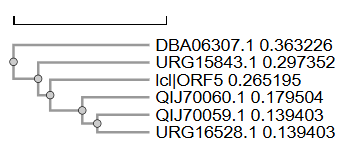 DBA06307.1 0.363226
URG15843.1 0.297352
lcl|ORF5 0.265195
QIJ70060.1 0.179504
QIJ70059.1 0.139403
URG16528.1 0.139403